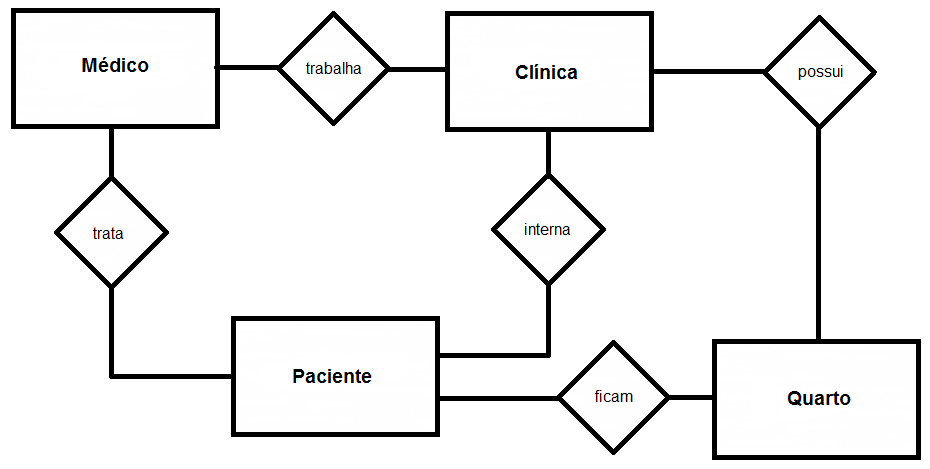 Médico
trabalha
Clínica
possui
trata
interna
Paciente
ficam
Quarto